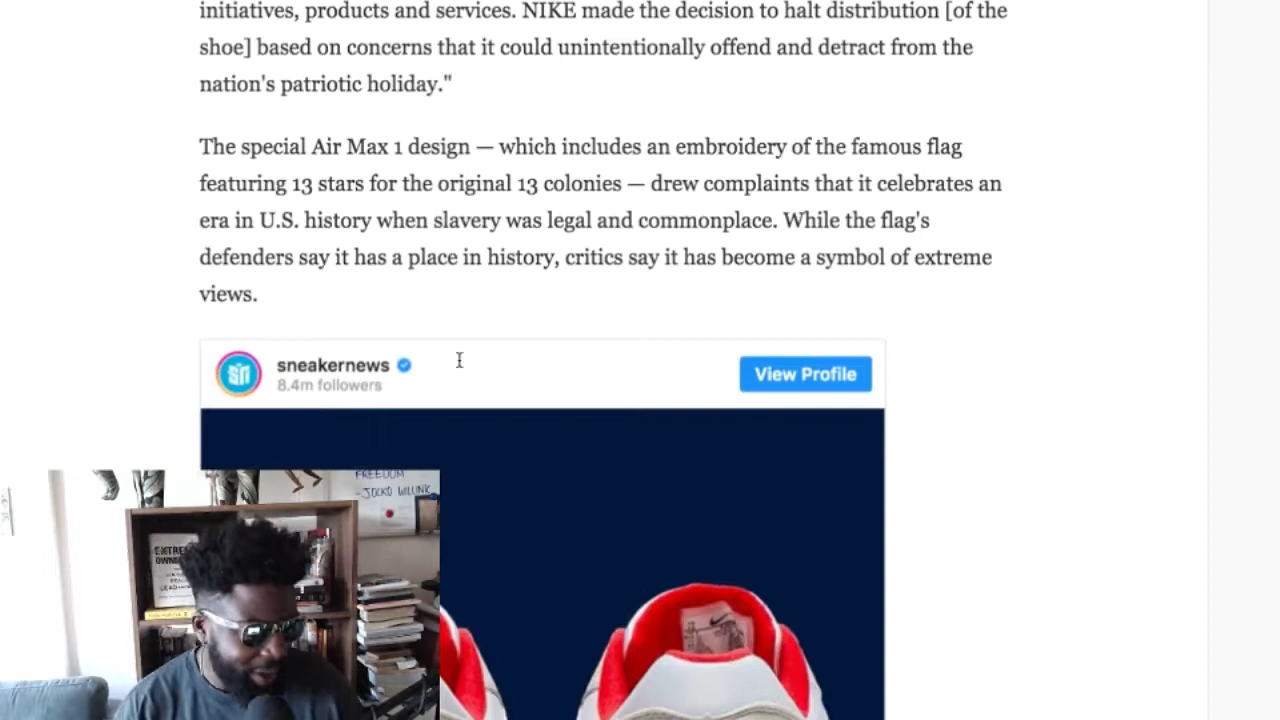 initiatives, products and services. NIKE made the decision to halt distribution [of the
shoe] based on concerns that it could unintentionally offend and detract from the
nation's patriotic holiday."
The special Air Max 1 design — which includes an embroidery of the famous flag
featuring 13 stars for the original 13 colonies — drew complaints that it celebrates an
era in U.S. history when slavery was legal and commonplace. While the flag's
defenders say it has a place in history, critics say it has become a symbol of extreme
views.
sneakernews
8.4m followers
View Profile
FREEDOM
-JOCKO WILLINK